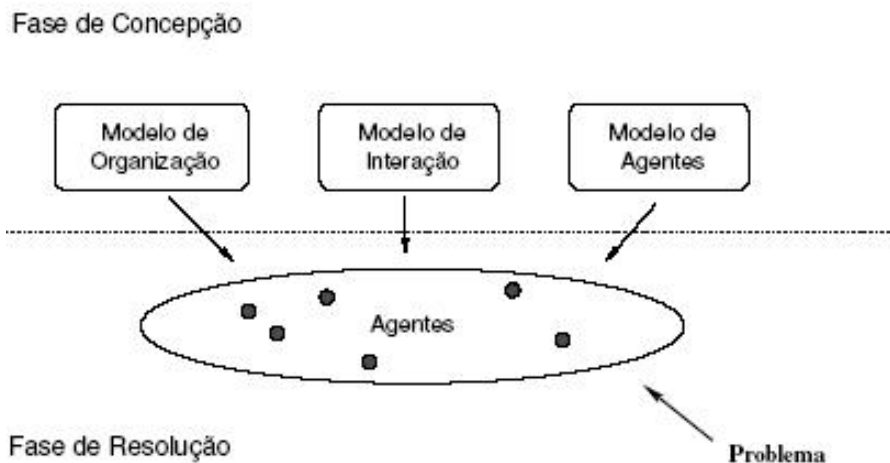 Fase de Concepção
Modelo de
Organização
Modelo de
Interação
Modelo de
Agentes
Agentes
Fase de Resolução
Problema